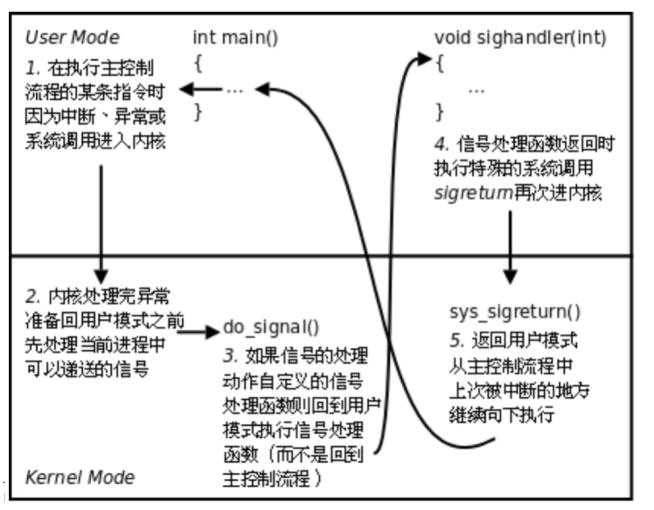 User Mode
1. 在执行主控制
流程的某条指令时
因为中断、异常或
系统调用进入内核
int main()
{
...
}
void sighandler(int)
{
...
}
4. 信号处理函数返回时
执行特殊的系统调用
sigreturn再次进内核
2. 内核处理完异常
准备回用户模式之前
先处理当前进程中
可以递送的信号
do_signal()
3. 如果信号的处理
动作自定义的信号
处理函数则回到用户
模式执行信号处理
函数（而不是回到
主控制流程）
sys_sigreturn()
5. 返回用户模式
从主控制流程中
上次被中断的地方
继续向下执行
Kernel Mode